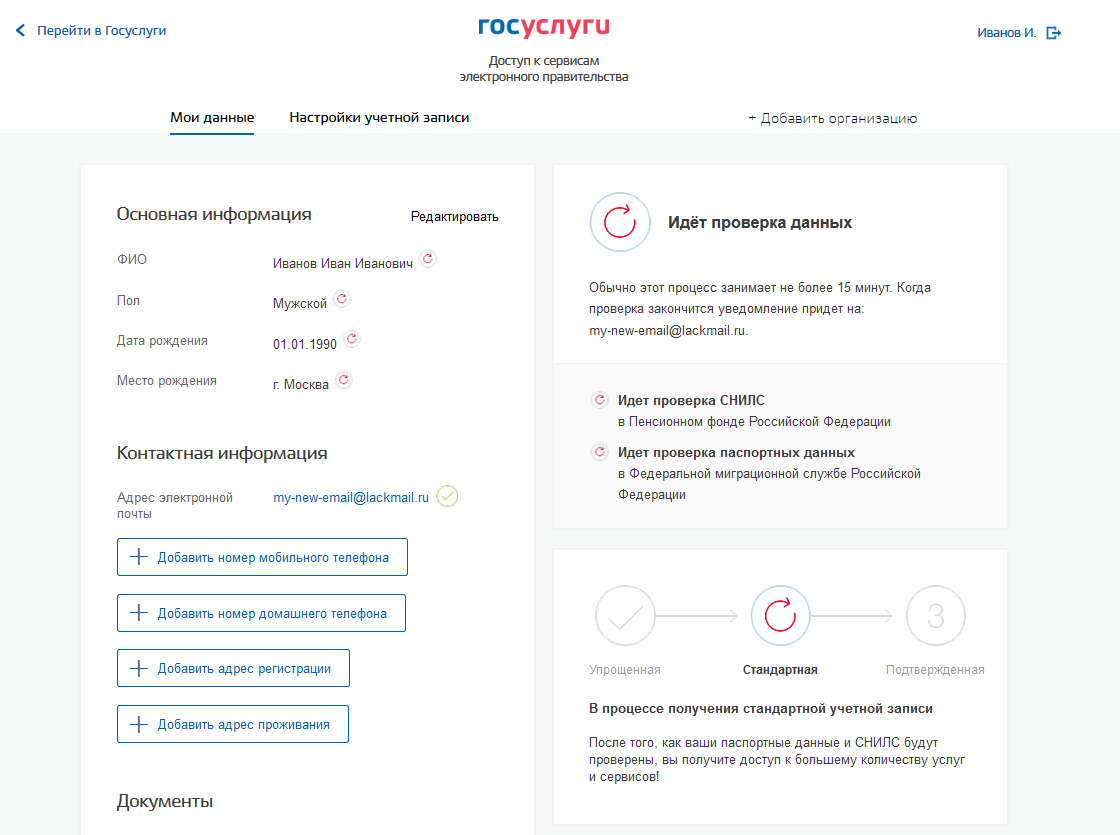 Перейти в Госуслуги
госуслуги
Иванов И.
Доступ к сервисам
электронного правительства
Мои данные
Настройки учетной записи
+ Добавить организацию
Основная информация
Редактировать
ФИО
Иванов Иван Иванович
Пол
Мужской
Дата рождения
01.01.1990
Место рождения
г. Москва
Контактная информация
Адрес электронной
почты
my-new-email@lackmail.ru
Добавить номер мобильного телефона
Добавить номер домашнего телефона
Добавить адрес регистрации
Добавить адрес проживания
Документы
Идёт проверка данных
Обычно этот процесс занимает не более 15 минут. Когда
проверка закончится уведомление придет на:
my-new-email@lackmail.ru.
Идет проверка СНИЛС
в Пенсионном фонде Российской Федерации
Идет проверка паспортных данных
в Федеральной миграционной службе Российской
Федерации
3
Упрощенная
Стандартная
Подтвержденная
В процессе получения стандартной учетной записи
После того, как ваши паспортные данные и СНИЛС будут
проверены, вы получите доступ к большему количеству услуг
и сервисов!